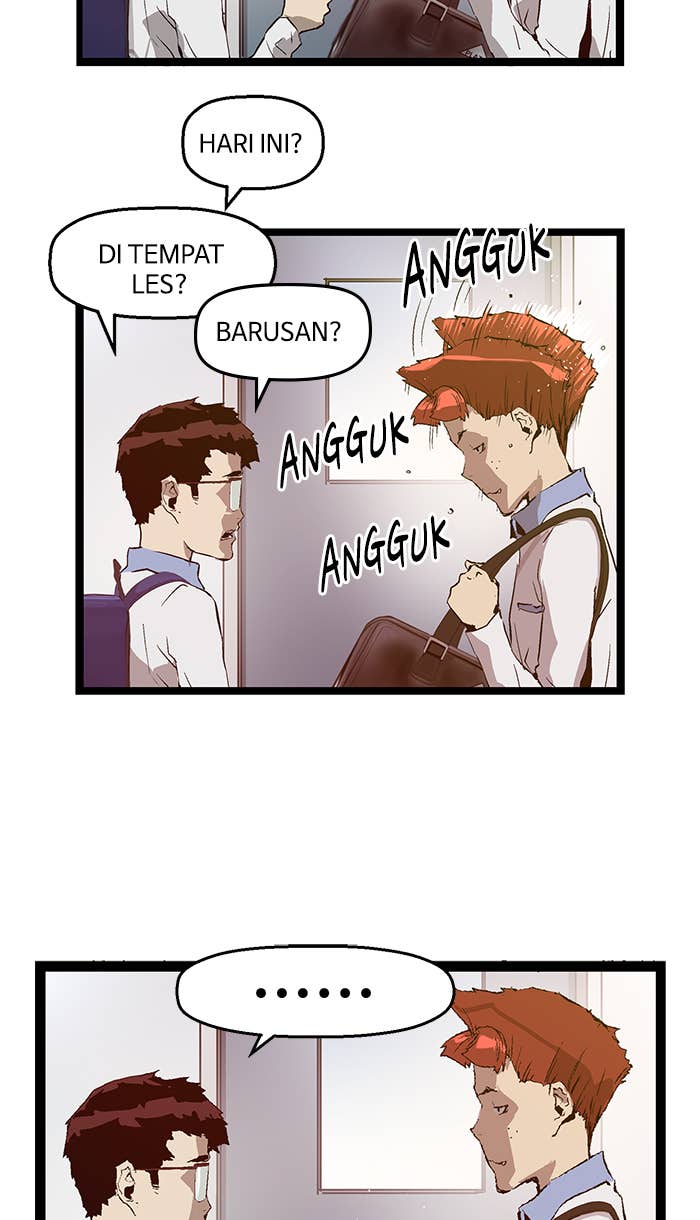 HARI INI?
DI TEMPAT
LES?
BARUSAN?
ANGGUK
ANGGUK
ANGGUK
......